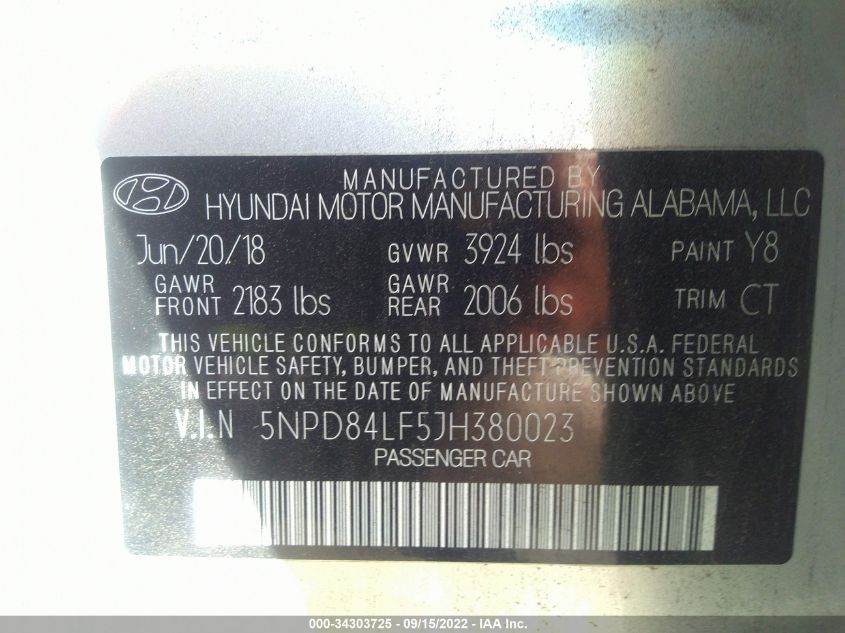 MANUFACTURED BY
HYUNDAI MOTOR MANUFACTURING ALABAMA, LLC
Jun/20/18 GVWR 3924 lbs PAINT Y8
GAWR FRONT 2183 lbs GAWR REAR 2006 lbs TRIM CT
THIS VEHICLE CONFORMS TO ALL APPLICABLE U.S.A. FEDERAL
MOTOR VEHICLE SAFETY, BUMPER, AND THEFT PREVENTION STANDARDS
IN EFFECT ON THE DATE OF MANUFACTURE SHOWN ABOVE
V.I.N 5NPD84LF5JH380023
PASSENGER CAR
000-34303725 - 09/15/2022 - IAA Inc.